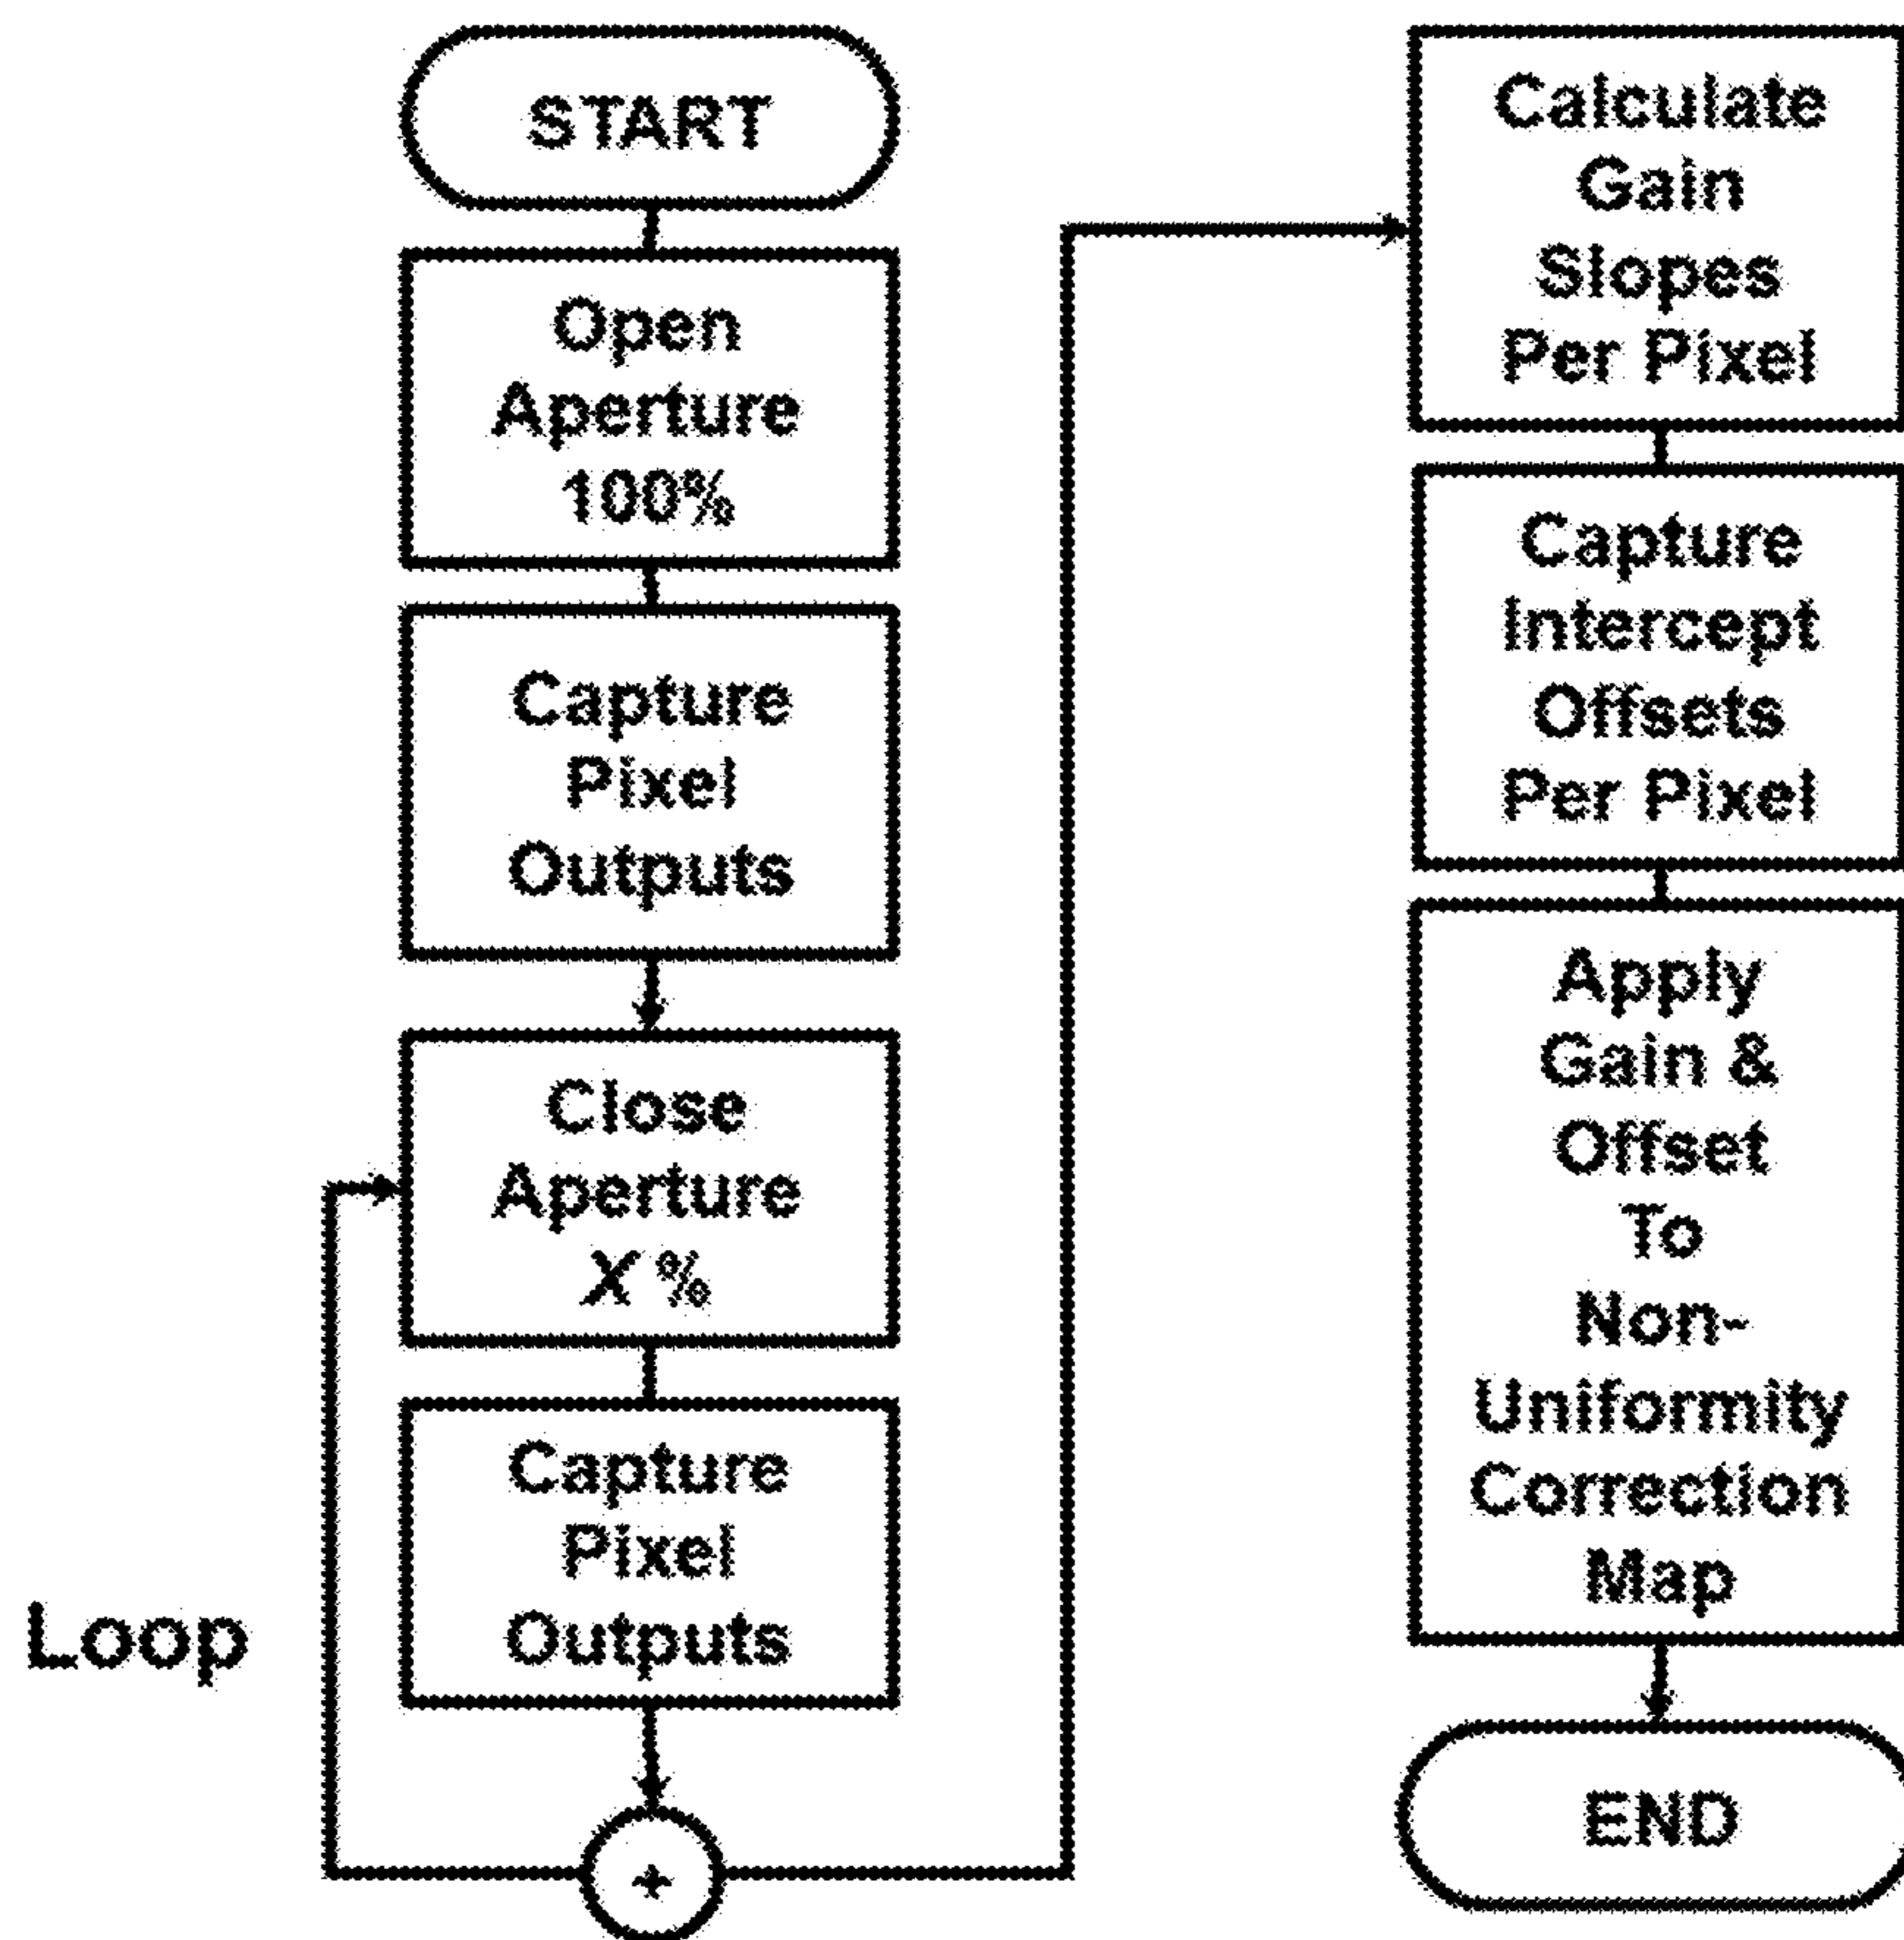 START
Open
Aperture
100%
Capture
Pixel
Outputs
Close
Aperture
X %
Capture
Pixel
Outputs
Loop
+
Calculate
Gain
Slopes
Per Pixel
Capture
Intercept
Offsets
Per Pixel
Apply
Gain &
Offset
To
Non-
Uniformity
Correction
Map
END